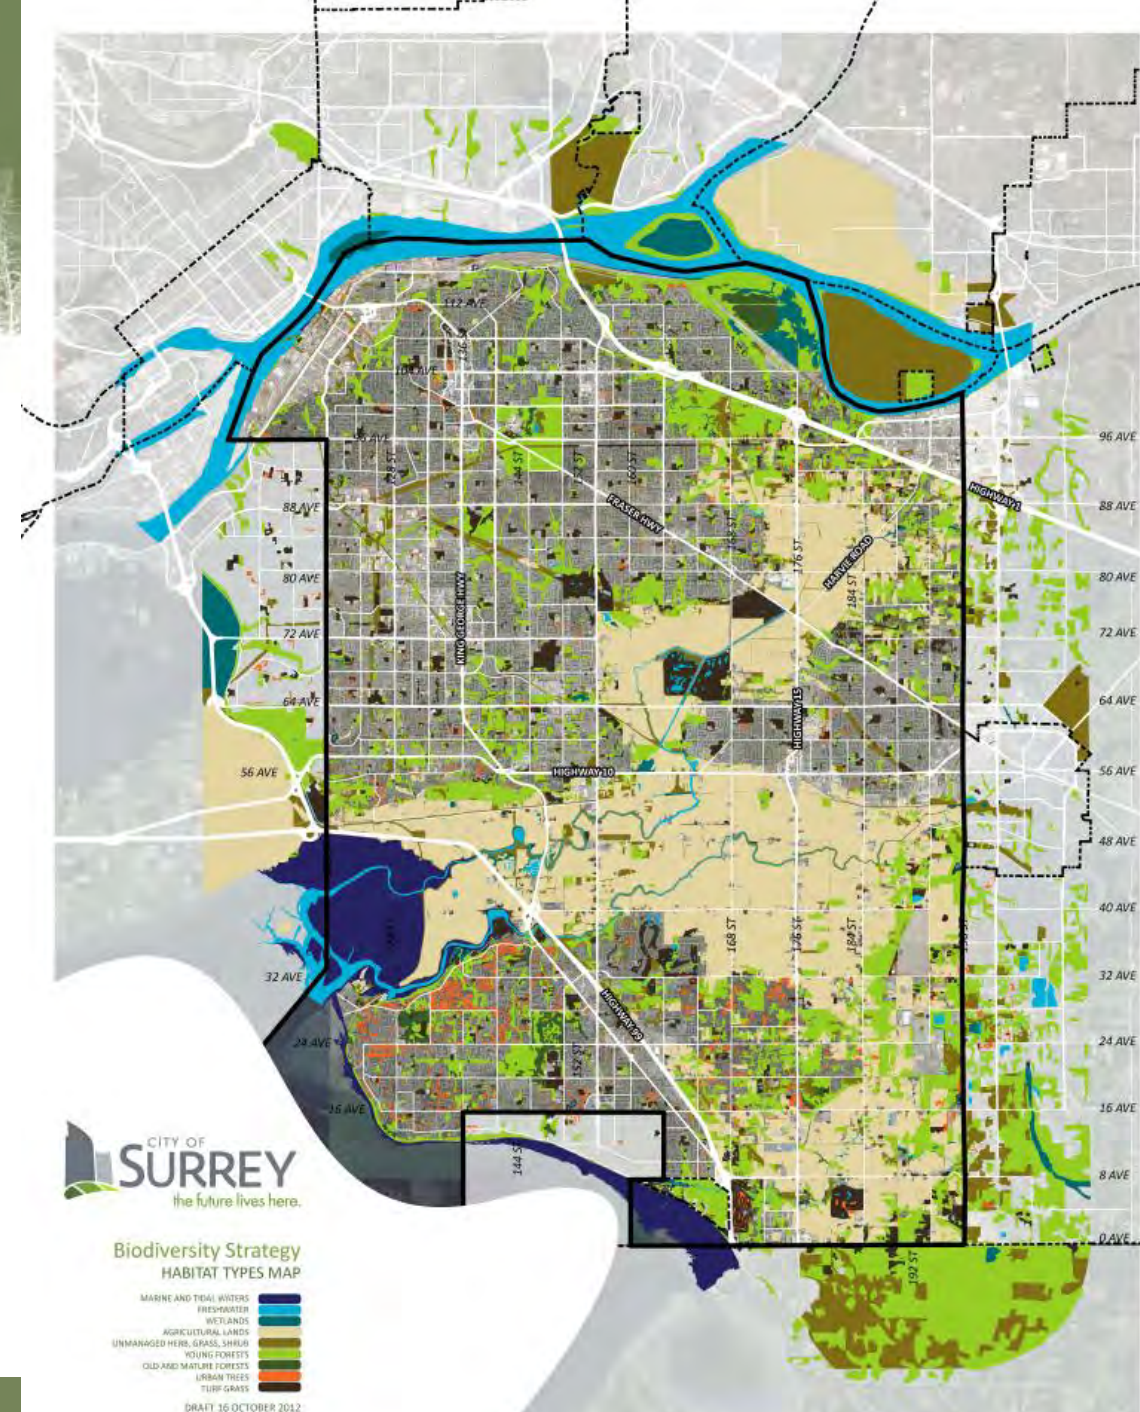 112 AVE
136 ST
104 AVE
96 AVE
96 AVE
128 ST
144 ST
160 ST
FRASER HWY
HIGHWAY 1
88 AVE
88 AVE
168 ST
176 ST
HARVIE ROAD
184 ST
80 AVE
80 AVE
KING GEORGE HWY
72 AVE
72 AVE
64 AVE
64 AVE
HIGHWAY 15
56 AVE
HIGHWAY 10
56 AVE
48 AVE
40 AVE
168 ST
176 ST
184 ST
32 AVE
32 AVE
HIGHWAY 99
24 AVE
24 AVE
152 ST
16 AVE
16 AVE
144 ST
8 AVE
0 AVE
192 ST
CITY OF
SURREY
the future lives here.
Biodiversity Strategy
HABITAT TYPES MAP
MARINE AND TIDAL WATERS
FRESHWATER
WETLANDS
AGRICULTURAL LANDS
UNMANAGED HERB, GRASS, SHRUB
YOUNG FORESTS
OLD AND MATURE FORESTS
URBAN TREES
TURF GRASS
DRAFT 16 OCTOBER 2012